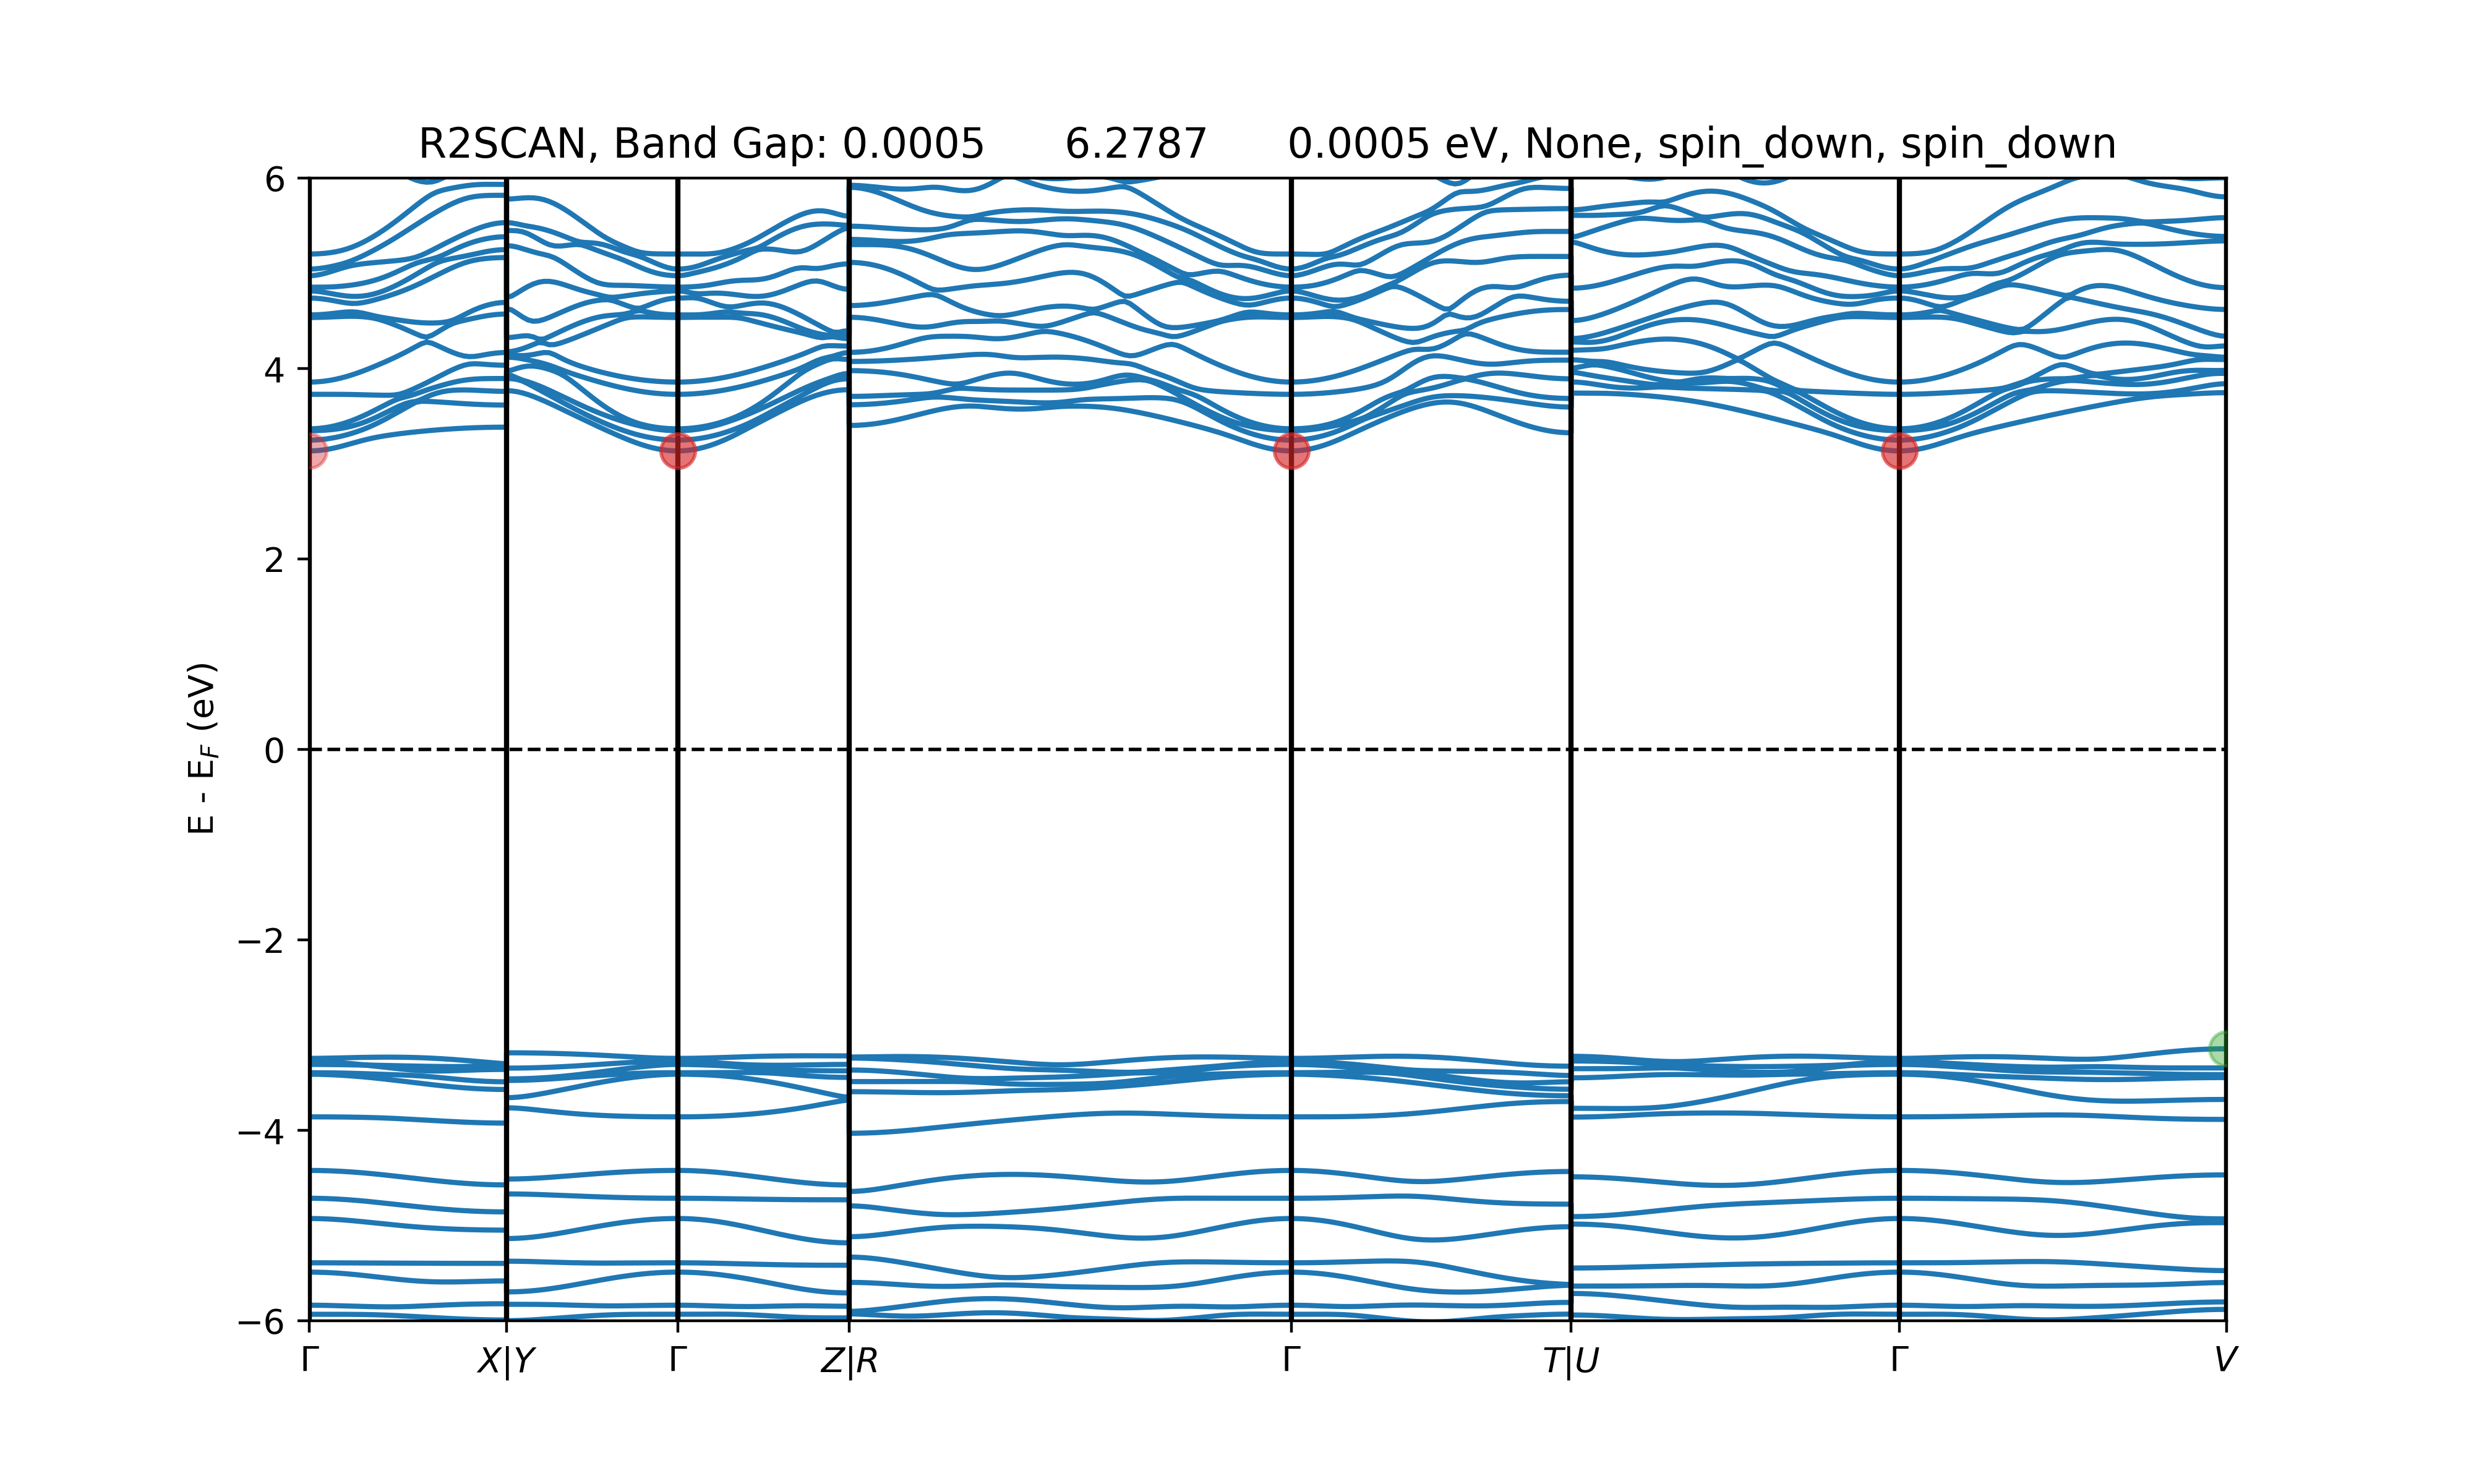 R2SCAN, Band Gap: 0.0005 6.2787 0.0005 eV, None, spin_down, spin_down
6
4
2
0
−2
−4
−6
E - E_F (eV)
Γ X|Y Γ Z|R Γ T|U Γ V